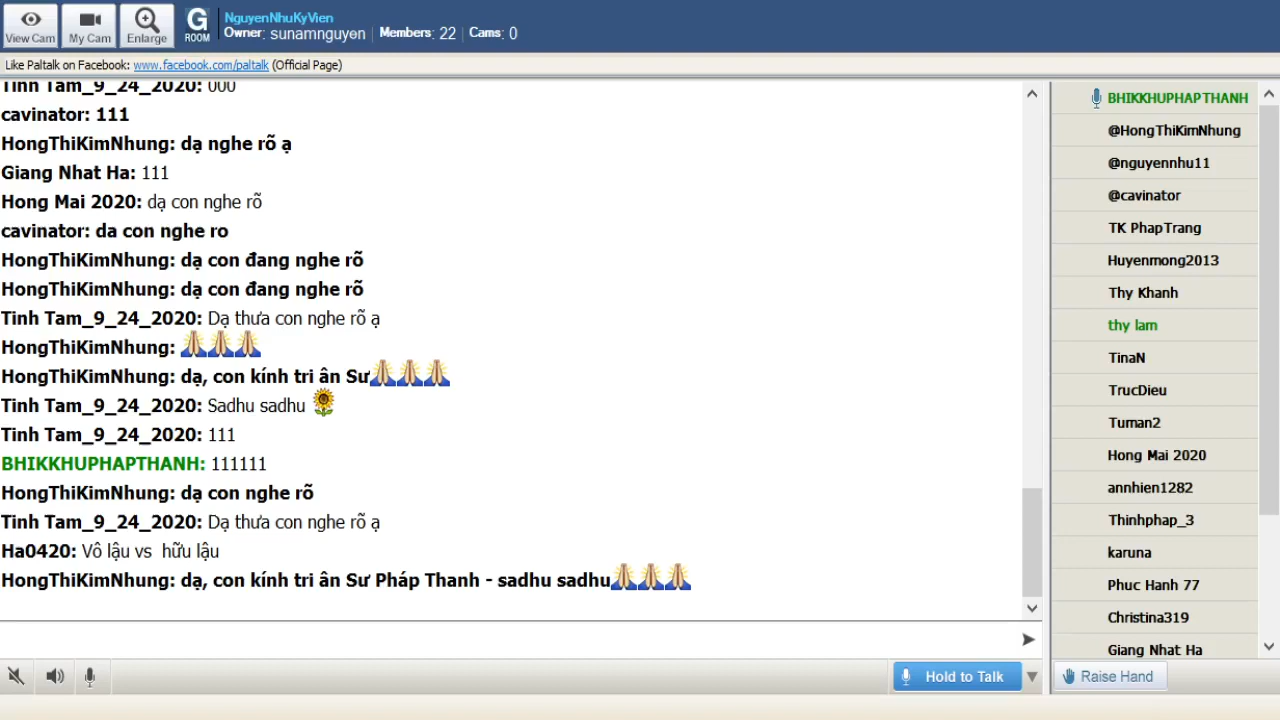 View Cam
My Cam
Enlarge
G
ROOM
NguyenNhuKyVien
Owner: sunamnguyen | Members: 22 | Cams: 0
Like Paltalk on Facebook: www.facebook.com/paltalk (Official Page)
Tinh Tam_9_24_2020: 000
cavinator: 111
HongThiKimNhung: dạ nghe rõ ạ
Giang Nhat Ha: 111
Hong Mai 2020: dạ con nghe rõ
cavinator: da con nghe ro
HongThiKimNhung: dạ con đang nghe rõ
HongThiKimNhung: dạ con đang nghe rõ
Tinh Tam_9_24_2020: Dạ thưa con nghe rõ ạ
HongThiKimNhung: 🙏🙏🙏
HongThiKimNhung: dạ, con kính tri ân Sư🙏🙏🙏
Tinh Tam_9_24_2020: Sadhu sadhu 🌻
Tinh Tam_9_24_2020: 111
BHIKKHUPHAPTHANH: 111111
HongThiKimNhung: dạ con nghe rõ
Tinh Tam_9_24_2020: Dạ thưa con nghe rõ ạ
Ha0420: Vô lậu vs  hữu lậu
HongThiKimNhung: dạ, con kính tri ân Sư Pháp Thanh - sadhu sadhu🙏🙏🙏
BHIKKHUPHAPTHANH
@HongThiKimNhung
@nguyennhu11
@cavinator
TK PhapTrang
Huyenmong2013
Thy Khanh
thy lam
TinaN
TrucDieu
Tuman2
Hong Mai 2020
annhien1282
Thinhphap_3
karuna
Phuc Hanh 77
Christina319
Giang Nhat Ha
Hold to Talk
Raise Hand